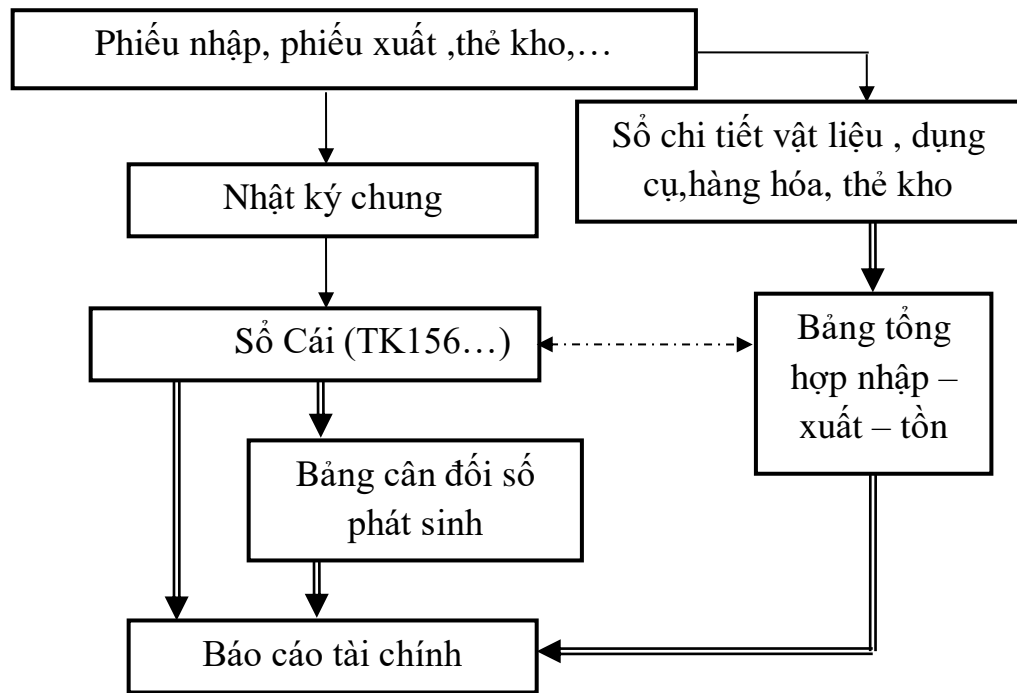 Phiếu nhập, phiếu xuất ,thẻ kho,…
Sổ chi tiết vật liệu , dụng
cụ,hàng hóa, thẻ kho
Nhật ký chung
Sổ Cái (TK156…)
Bảng tổng
hợp nhập –
xuất – tồn
Bảng cân đối số
phát sinh
Báo cáo tài chính